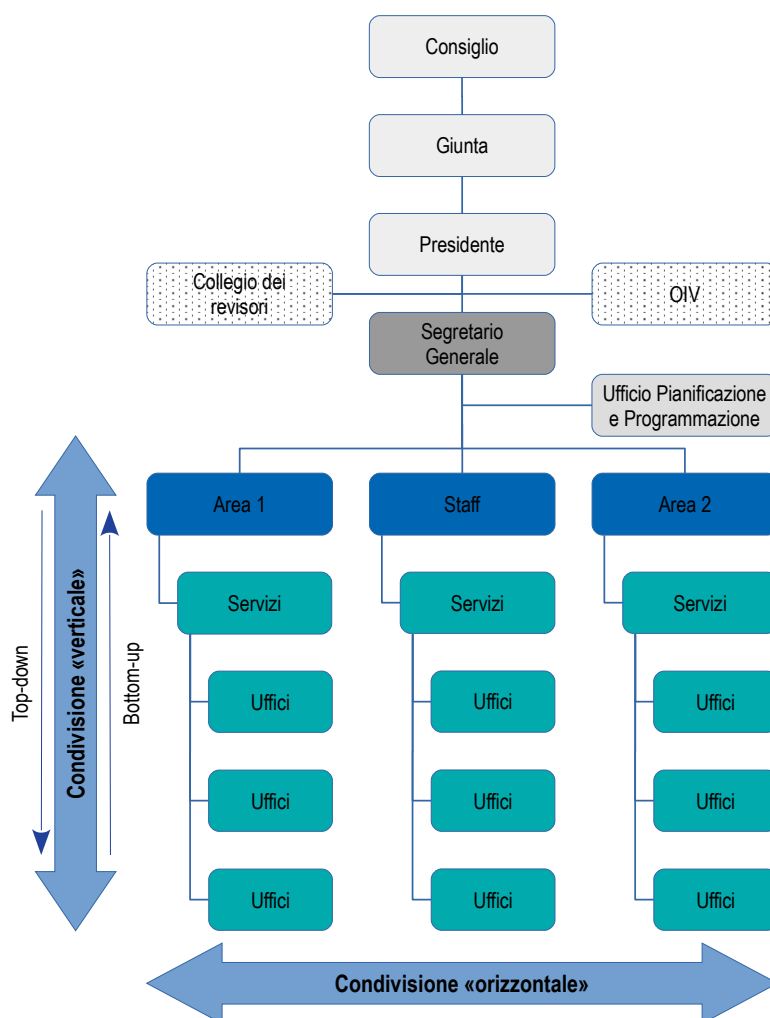 Consiglio
Giunta
Presidente
Collegio dei
revisori
OIV
Segretario
Generale
Ufficio Pianificazione
e Programmazione
Area 1
Staff
Area 2
Servizi
Servizi
Servizi
Uffici
Uffici
Uffici
Uffici
Uffici
Uffici
Uffici
Uffici
Uffici
Top-down
Condivisione «verticale»
Bottom-up
Condivisione «orizzontale»